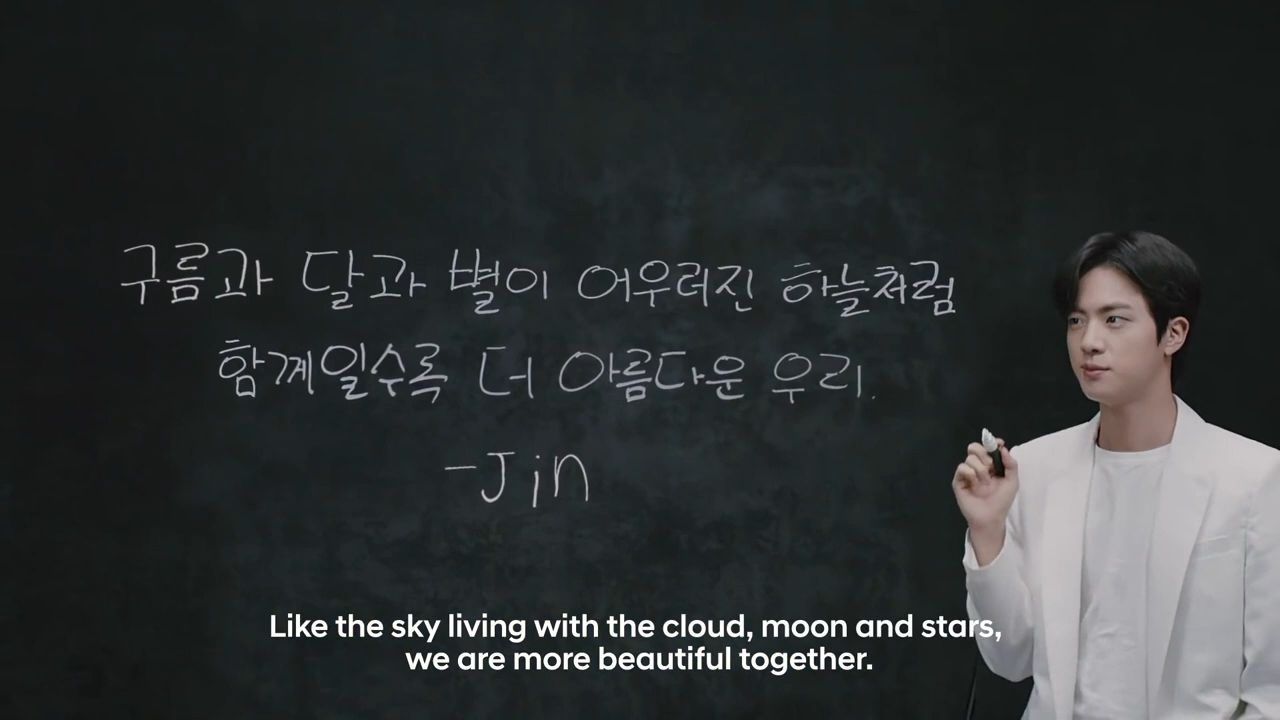 구름과 달과 별이 어우러진 하늘처럼
함께일수록 더 아름다운 우리.
-Jin
Like the sky living with the cloud, moon and stars,
we are more beautiful together.